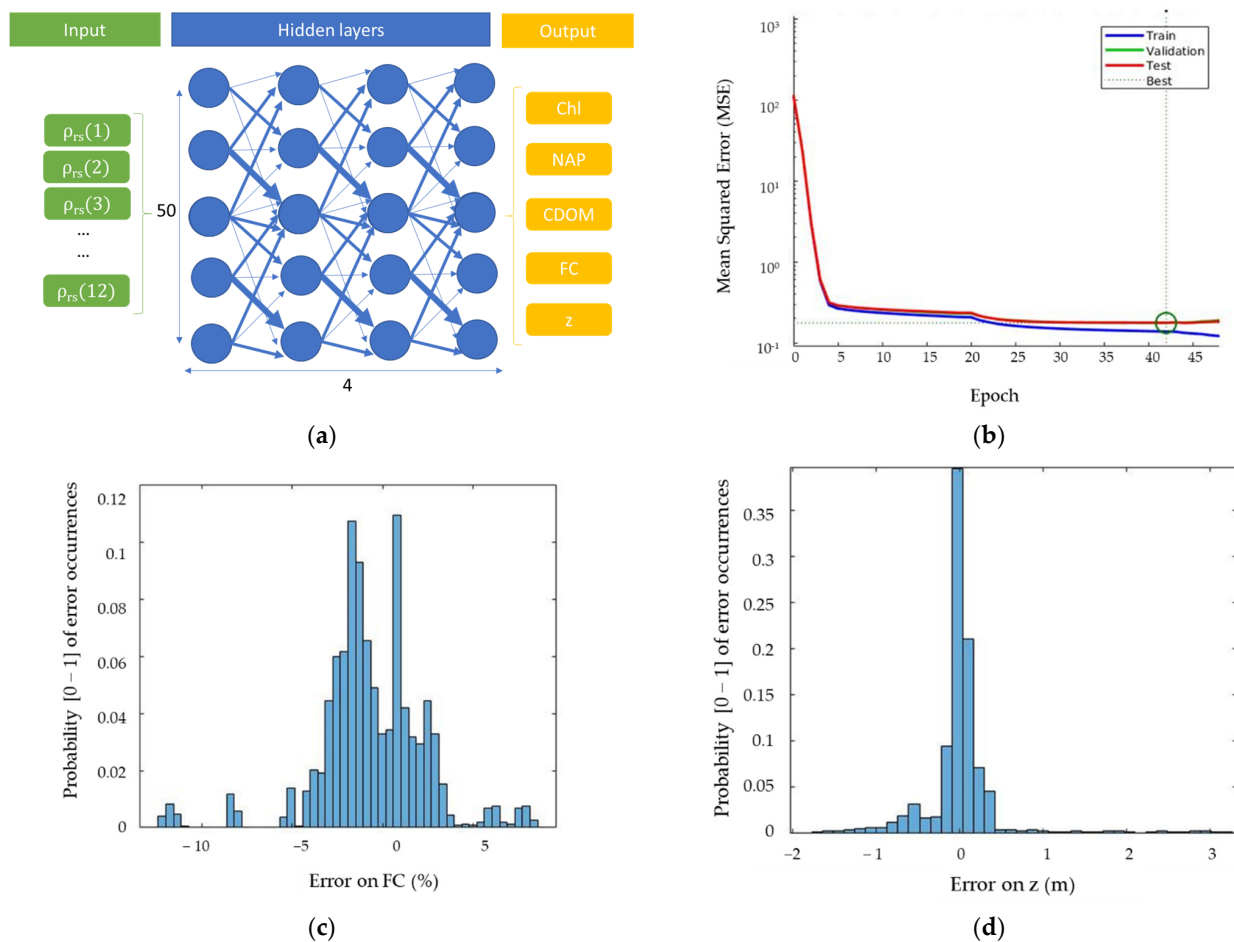 Input
Hidden layers
Output
ρrs(1)
ρrs(2)
ρrs(3)
...
...
ρrs(12)
50
4
Chl
NAP
CDOM
FC
z
(a)
Mean Squared Error (MSE)
10³
10²
10¹
10⁰
10⁻¹
0 5 10 15 20 25 30 35 40 45
Epoch
Train
Validation
Test
Best
(b)
Probability [0 – 1] of error occurrences
0.12
0.1
0.08
0.06
0.04
0.02
0
– 10 –5 0 5
Error on FC (%)
(c)
Probability [0 – 1] of error occurrences
0.35
0.3
0.25
0.2
0.15
0.1
0.05
0
–2 – 1 0 1 2 3
Error on z (m)
(d)